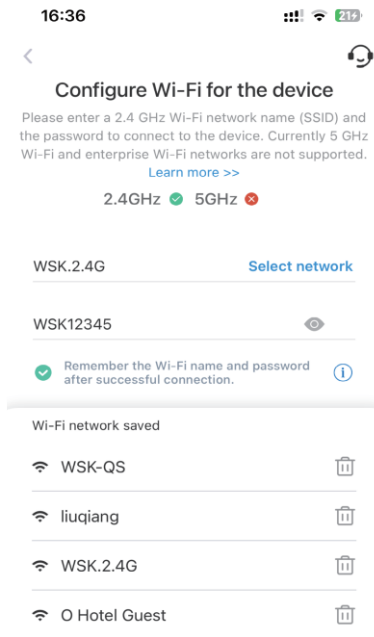 16:36
21
Configure Wi-Fi for the device
Please enter a 2.4 GHz Wi-Fi network name (SSID) and
the password to connect to the device. Currently 5 GHz
Wi-Fi and enterprise Wi-Fi networks are not supported.
Learn more >>
2.4GHz 5GHz
WSK.2.4G Select network
WSK12345
Remember the Wi-Fi name and password
after successful connection.
Wi-Fi network saved
WSK-QS
liuqiang
WSK.2.4G
O Hotel Guest